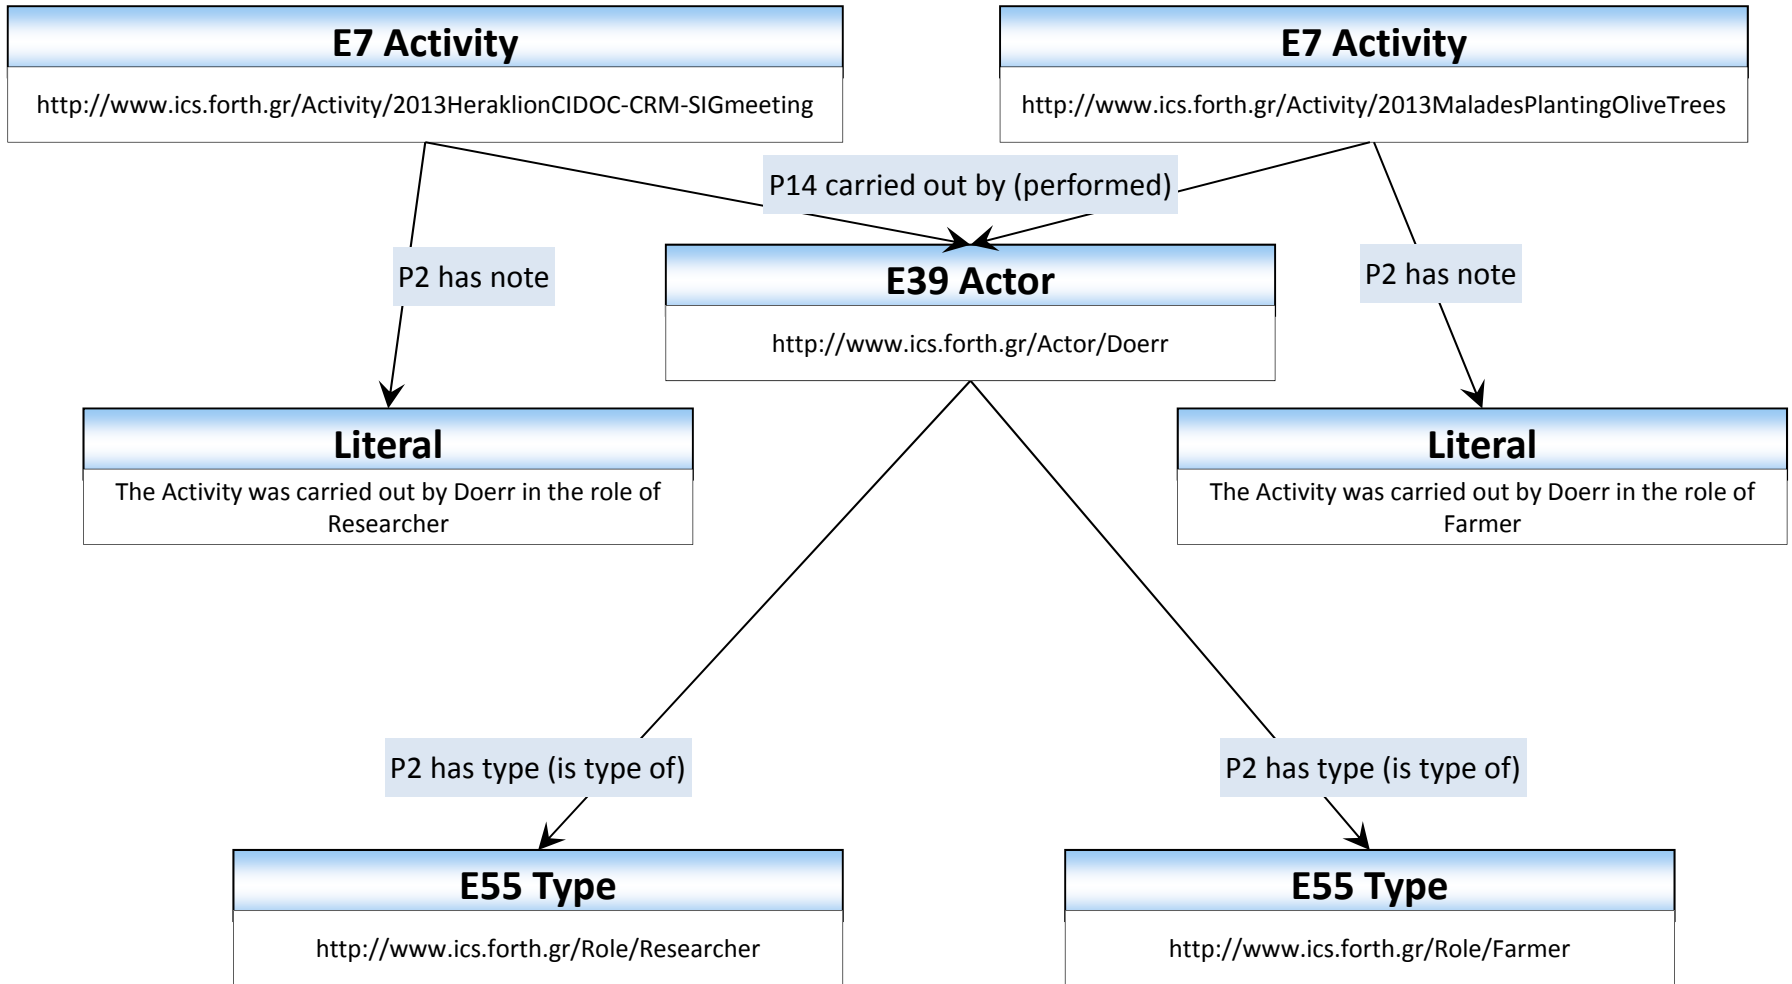 E7 Activity
http://www.ics.forth.gr/Activity/2013HeraklionCIDOC-CRM-SIGmeeting
E7 Activity
http://www.ics.forth.gr/Activity/2013MaladesPlantingOliveTrees
P14 carried out by (performed)
P2 has note
P2 has note
E39 Actor
http://www.ics.forth.gr/Actor/Doerr
Literal
The Activity was carried out by Doerr in the role of
Researcher
Literal
The Activity was carried out by Doerr in the role of
Farmer
P2 has type (is type of)
P2 has type (is type of)
E55 Type
http://www.ics.forth.gr/Role/Researcher
E55 Type
http://www.ics.forth.gr/Role/Farmer